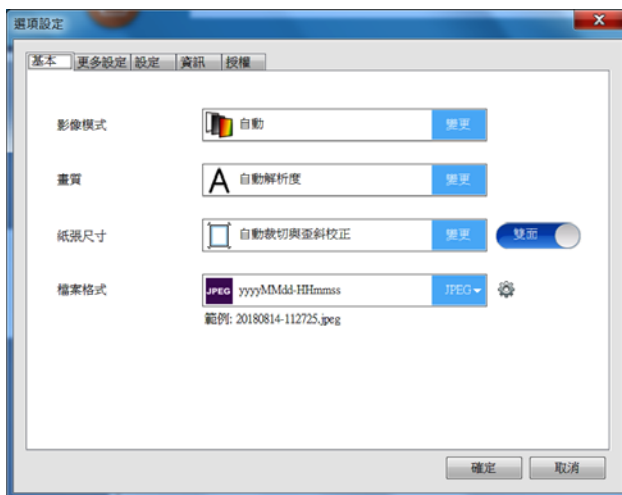 選項設定
基本 更多設定 設定 資訊 授權
影像模式 自動 變更
畫質 A 自動解析度 變更
紙張尺寸 自動裁切與歪斜校正 變更 雙面
檔案格式 JPEG yyyyMMdd-HHmmss JPEG
範例: 20180814-112725.jpeg
確定 取消